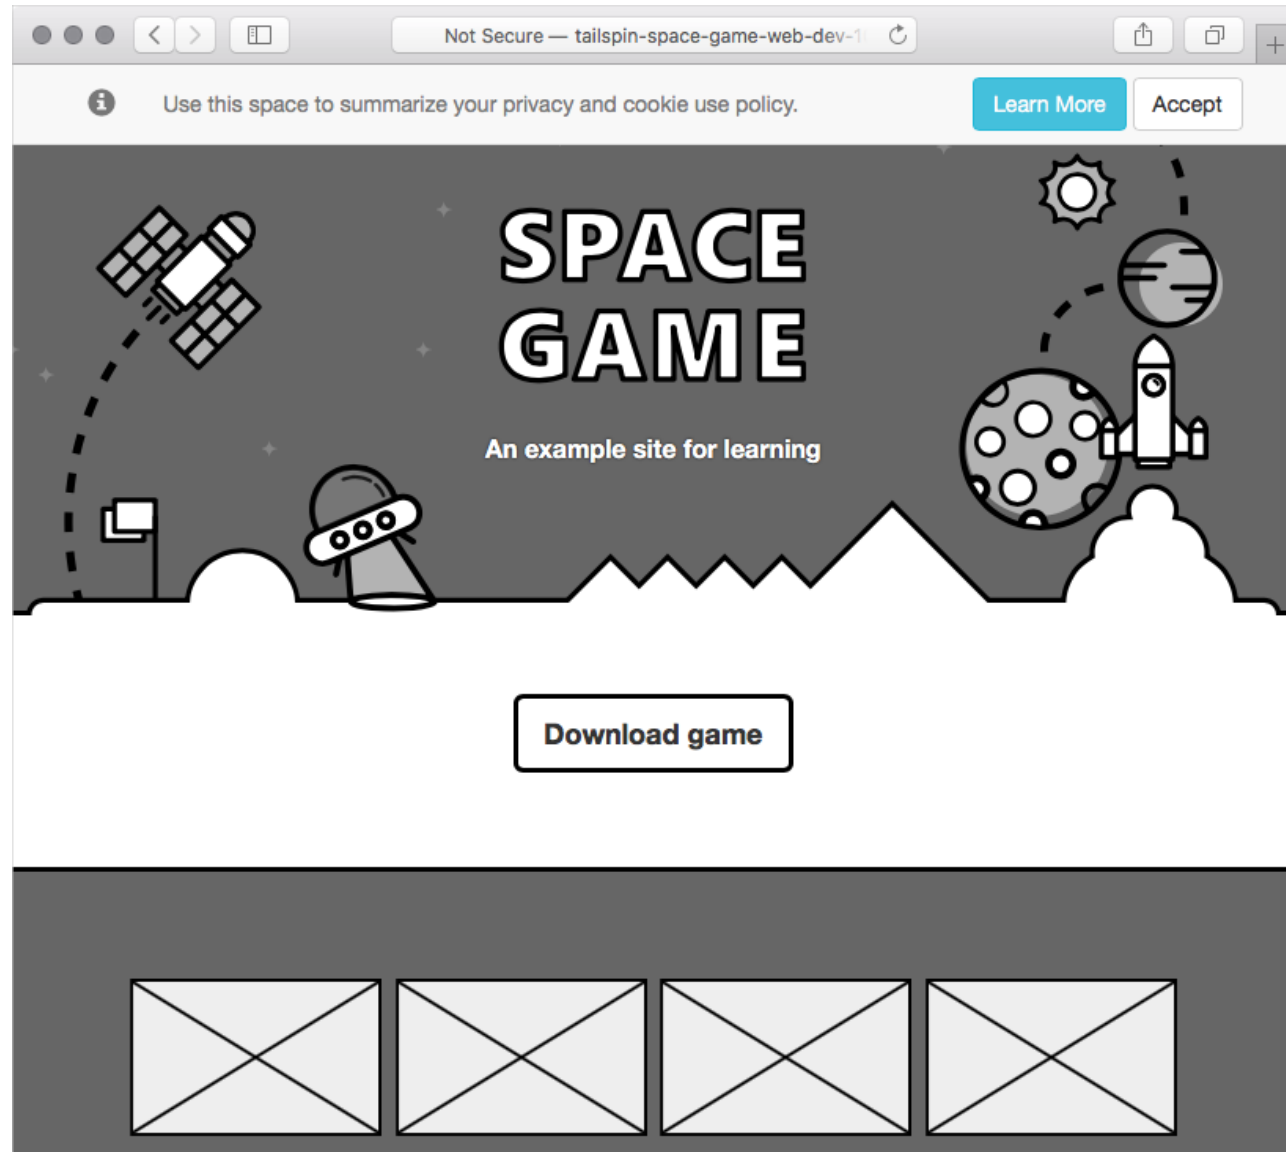 Not Secure — tailspin-space-game-web-dev-1
Use this space to summarize your privacy and cookie use policy.
Learn More
Accept
SPACE
GAME
An example site for learning
Download game